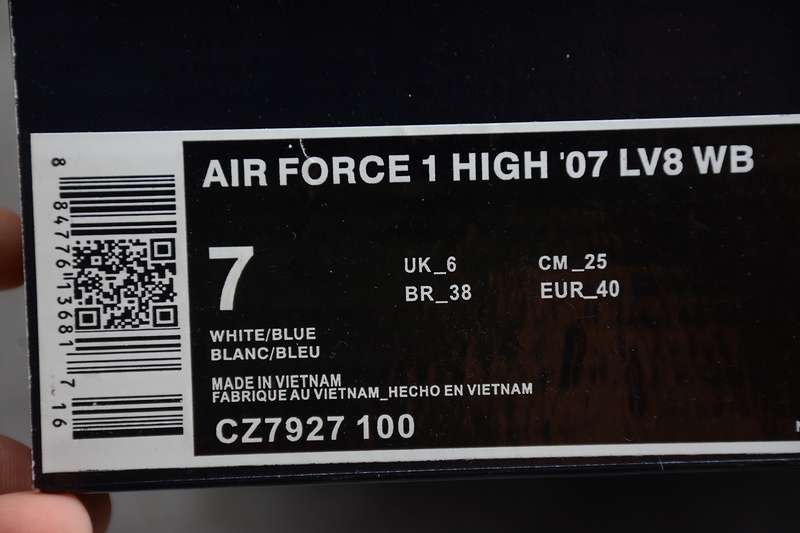 AIR FORCE 1 HIGH '07 LV8 WB
7
UK_6
CM_25
BR_38
EUR_40
WHITE/BLUE
BLANC/BLEU
MADE IN VIETNAM
FABRIQUE AU VIETNAM_HECHO EN VIETNAM
CZ7927 100
8 84776 13681 7 16